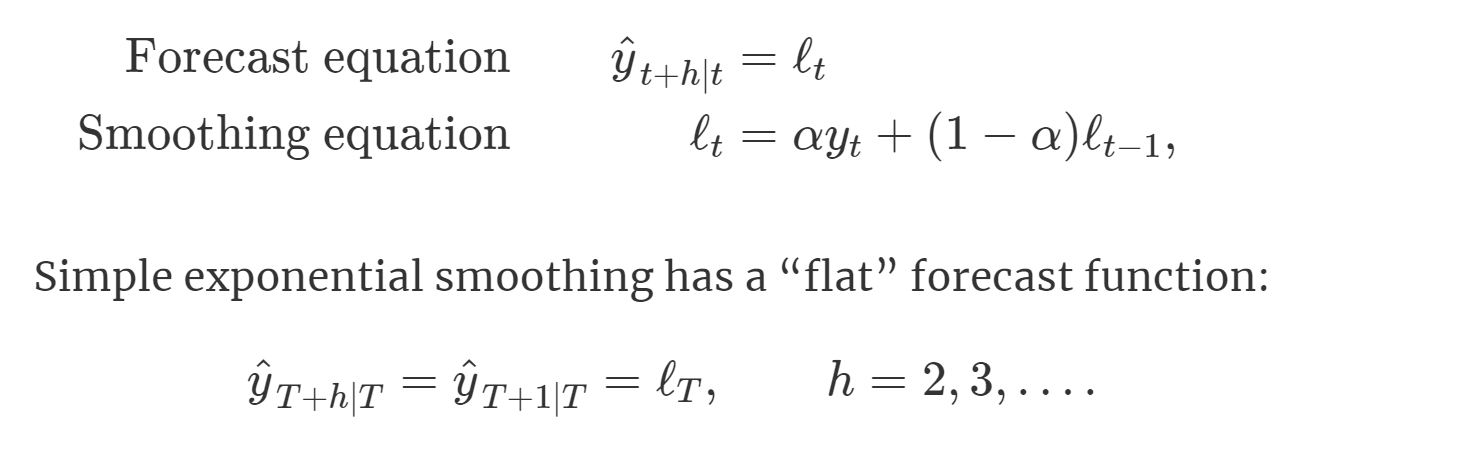 Forecast equation ŷ_{t+h|t} = ℓ_t
Smoothing equation ℓ_t = αy_t + (1 − α)ℓ_{t−1},
Simple exponential smoothing has a “flat” forecast function:
ŷ_{T+h|T} = ŷ_{T+1|T} = ℓ_T, h = 2, 3, . . . .